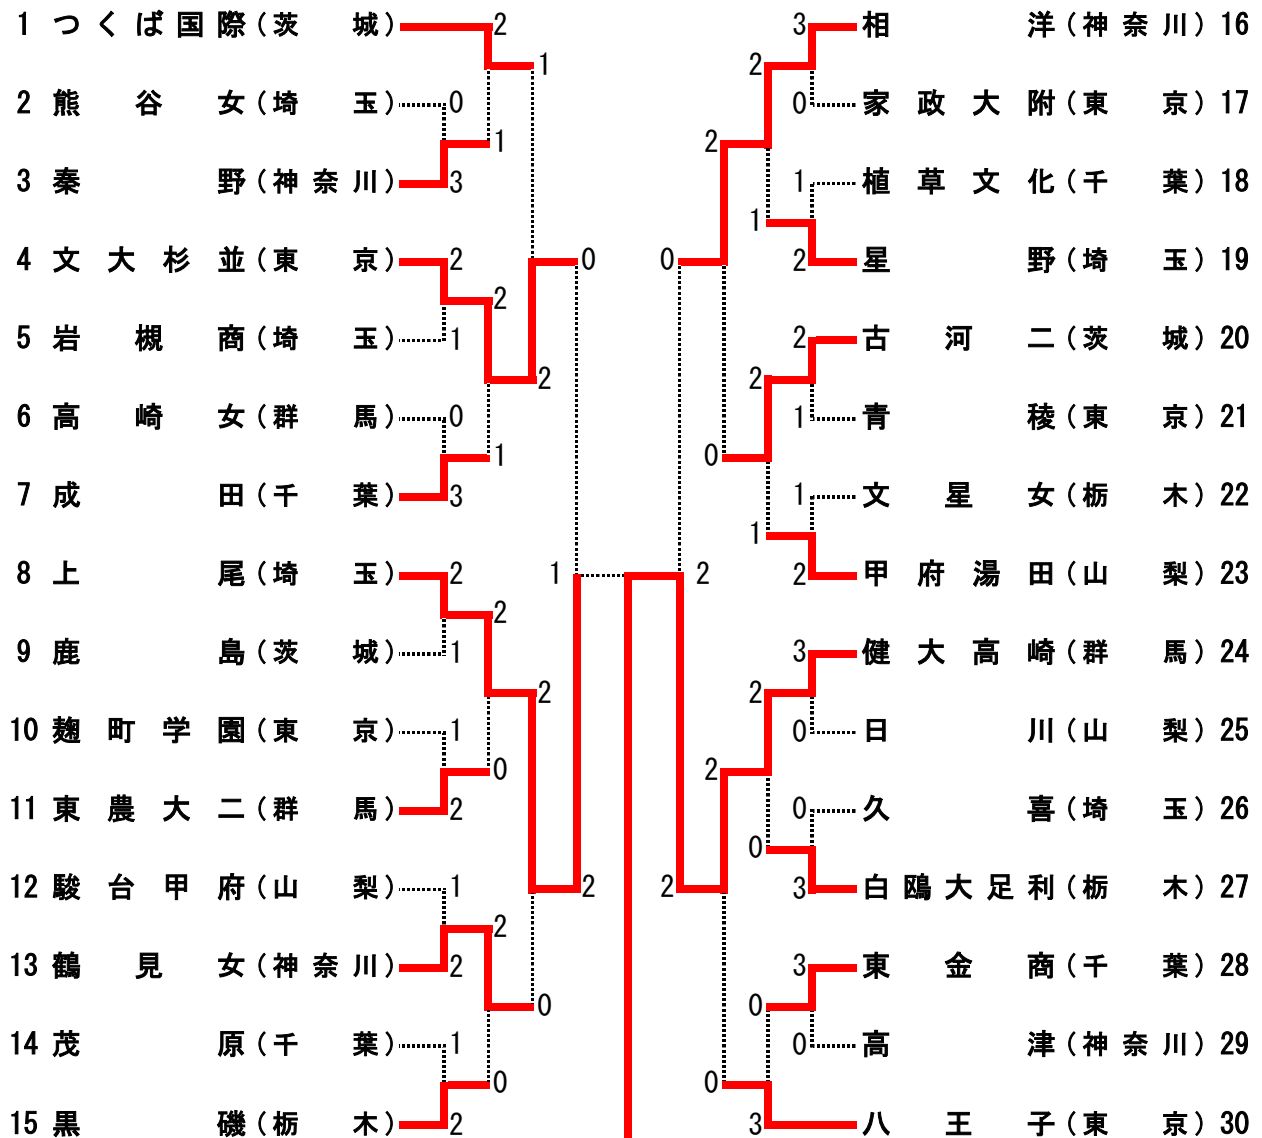 1 つくば国際(茨城) 2
1
2 熊谷女(埼玉) 0
1
3 秦野(神奈川) 3
0
4 文大杉並(東京) 2
2
5 岩槻商(埼玉) 1
2
6 高崎女(群馬) 0
1
7 成田(千葉) 3
1
8 上尾(埼玉) 2
2
9 鹿島(茨城) 1
2
10 麹町学園(東京) 1
0
11 東農大二(群馬) 2
2
12 駿台甲府(山梨) 1
2
13 鶴見女(神奈川) 2
0
14 茂原(千葉) 1
0
15 黒磯(栃木) 2
3 相洋(神奈川) 16
2
0 家政大附(東京) 17
2
1 植草文化(千葉) 18
1
2 星野(埼玉) 19
0
2 古河二(茨城) 20
2
1 青稜(東京) 21
0
1 文星女(栃木) 22
1
2 甲府湯田(山梨) 23
2
3 健大高崎(群馬) 24
2
0 日川(山梨) 25
2
0 久喜(埼玉) 26
0
3 白鴎大足利(栃木) 27
2
3 東金商(千葉) 28
0
0 高津(神奈川) 29
0
3 八王子(東京) 30